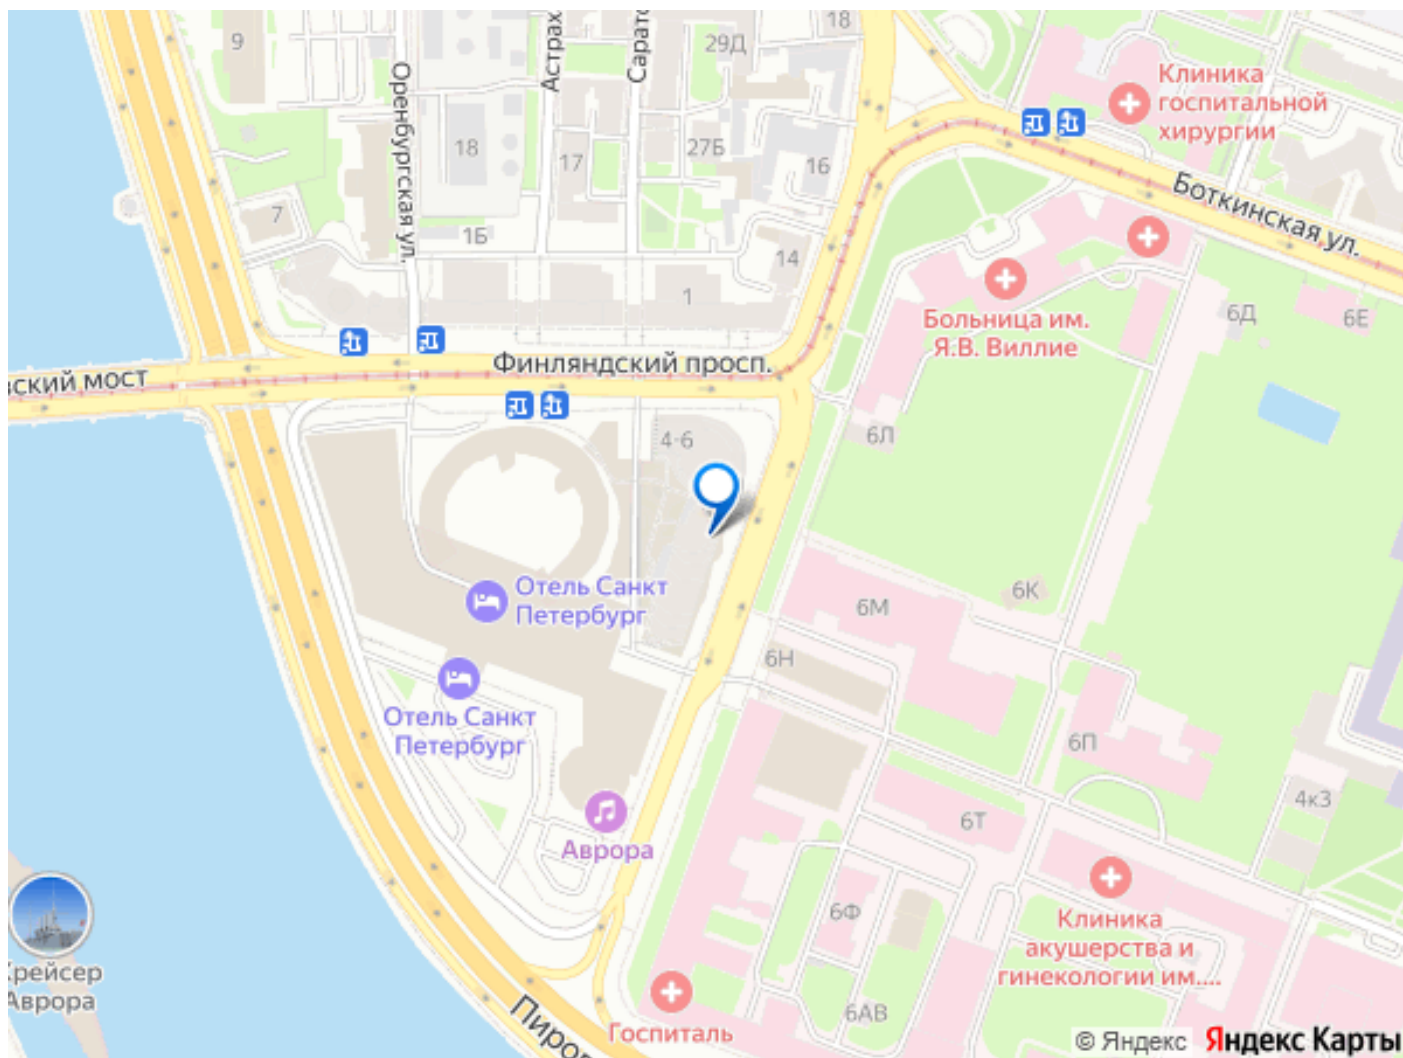 18
9
29Д
Астрах
Сарато
Оренбургская ул.
Клиника
госпитальной
хирургии
18
17
27Б
16
Боткинская ул.
7
1Б
14
1
Больница им.
Я.В. Виллие
6Д
6Е
Финляндский просп.
вский мост
4-6
6Л
Отель Санкт
Петербург
6М
6К
6Н
Отель Санкт
Петербург
6П
4к3
6Т
Аврора
Крейсер
Аврора
6Ф
Клиника
акушерства и
гинекологии им....
Пирог
Госпиталь
6АВ
© Яндекс Яндекс Карты